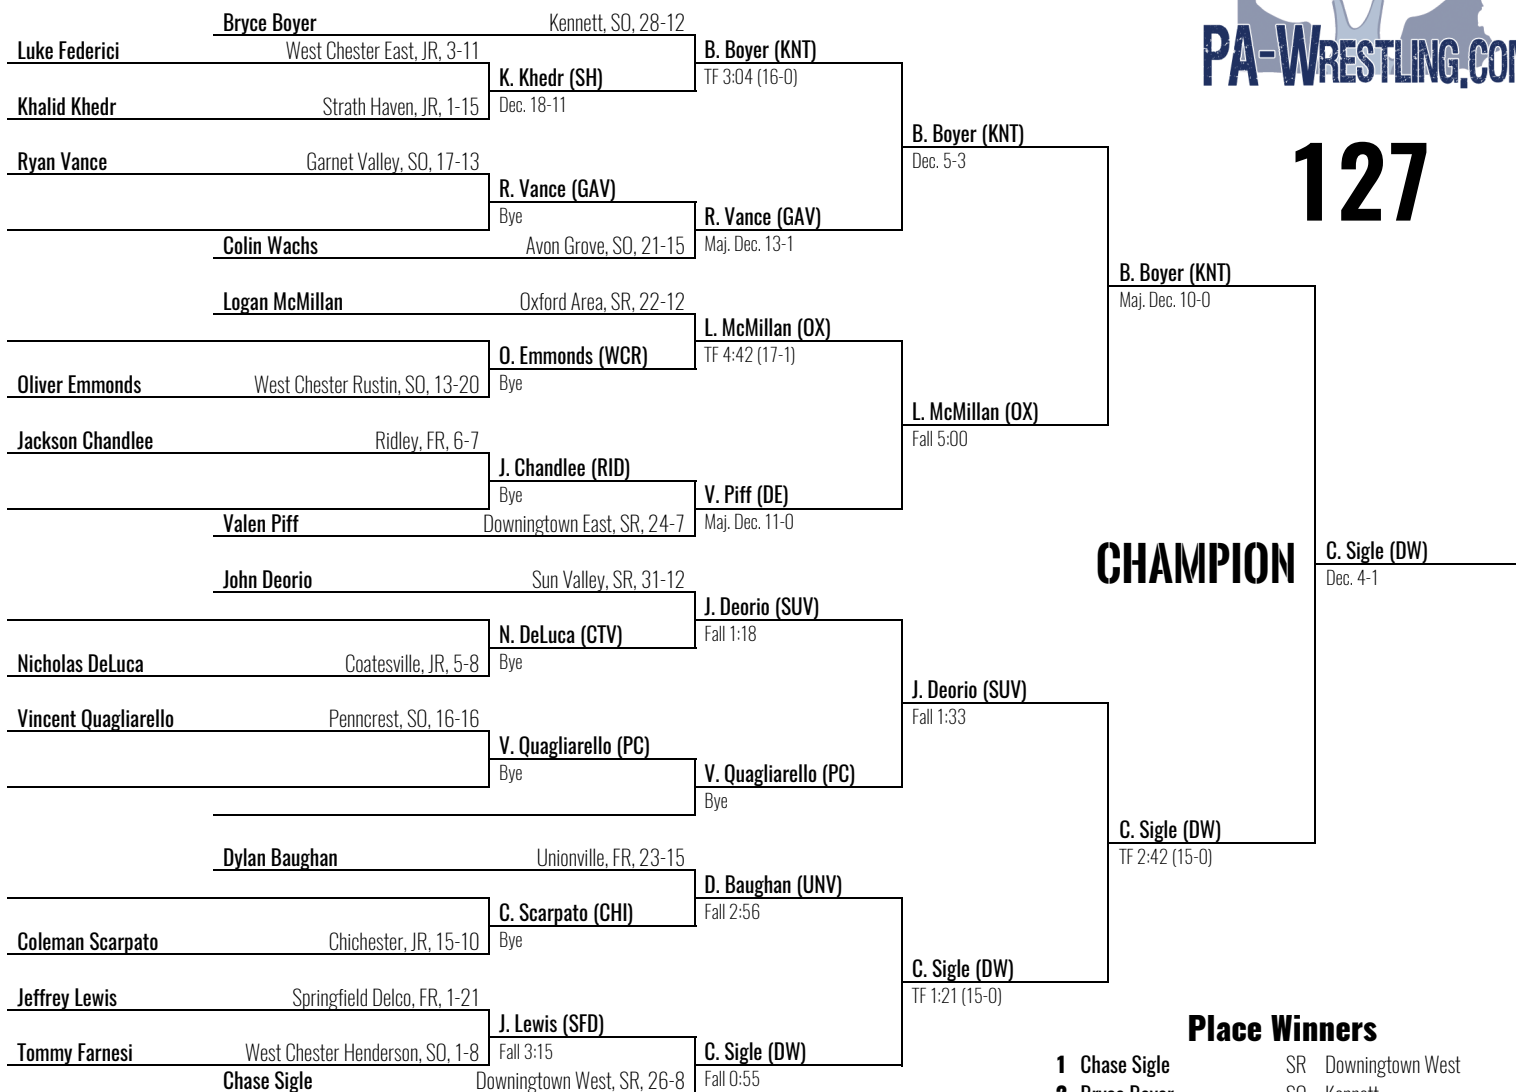 Bryce Boyer Kennett, SO, 28-12
Luke Federici West Chester East, JR, 3-11
B. Boyer (KNT)
TF 3:04 (16-0)
K. Khedr (SH)
Dec. 18-11
Khalid Khedr Strath Haven, JR, 1-15
PA-WRESTLING.CO
B. Boyer (KNT)
Dec. 5-3
127
Ryan Vance Garnet Valley, SO, 17-13
R. Vance (GAV)
Bye
R. Vance (GAV)
Maj. Dec. 13-1
Colin Wachs Avon Grove, SO, 21-15
B. Boyer (KNT)
Maj. Dec. 10-0
Logan McMillan Oxford Area, SR, 22-12
L. McMillan (OX)
TF 4:42 (17-1)
O. Emmonds (WCR)
Bye
Oliver Emmonds West Chester Rustin, SO, 13-20
L. McMillan (OX)
Fall 5:00
Jackson Chandlee Ridley, FR, 6-7
J. Chandlee (RID)
Bye
V. Piff (DE)
Maj. Dec. 11-0
Valen Piff Downingtown East, SR, 24-7
CHAMPION
C. Sigle (DW)
Dec. 4-1
John Deorio Sun Valley, SR, 31-12
J. Deorio (SUV)
Fall 1:18
N. DeLuca (CTV)
Bye
Nicholas DeLuca Coatesville, JR, 5-8
J. Deorio (SUV)
Fall 1:33
Vincent Quagliarello Penncrest, SO, 16-16
V. Quagliarello (PC)
Bye
V. Quagliarello (PC)
Bye
C. Sigle (DW)
TF 2:42 (15-0)
Dylan Baughan Unionville, FR, 23-15
D. Baughan (UNV)
Fall 2:56
C. Scarpato (CHI)
Bye
Coleman Scarpato Chichester, JR, 15-10
C. Sigle (DW)
TF 1:21 (15-0)
Jeffrey Lewis Springfield Delco, FR, 1-21
J. Lewis (SFD)
Fall 3:15
Tommy Farnesi West Chester Henderson, SO, 1-8
C. Sigle (DW)
Fall 0:55
Chase Sigle Downingtown West, SR, 26-8
Place Winners
1 Chase Sigle SR Downingtown West
2 Bryce Boyer SO Kennett